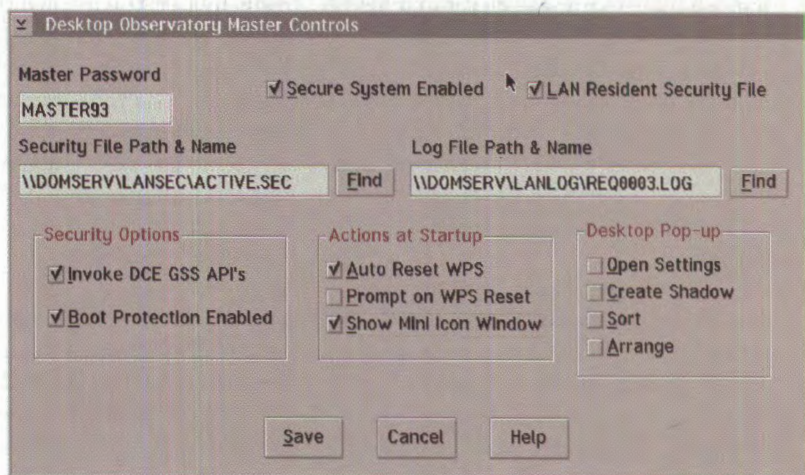 Desktop Observatory Master Controls
Master Password
Secure System Enabled
LAN Resident Security File
MASTER93
Security File Path & Name
Log File Path & Name
\\DOMSERV\LANSEC\ACTIVE.SEC
Find
\\DOMSERV\LANLOG\REQ0003.LOG
Find
Security Options
Invoke DCE GSS API's
Boot Protection Enabled
Actions at Startup
Auto Reset WPS
Prompt on WPS Reset
Show Mini Icon Window
Desktop Pop-up
Open Settings
Create Shadow
Sort
Arrange
Save
Cancel
Help